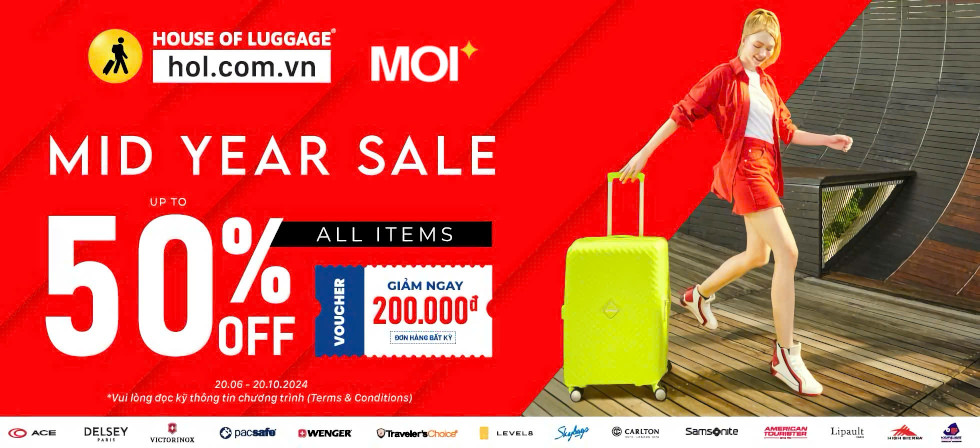 HOUSE OF LUGGAGE®
hol.com.vn
MOI
MID YEAR SALE
UP TO
50%
OFF
ALL ITEMS
VOUCHER
GIẢM NGAY
200.000đ
ĐƠN HÀNG BẤT KỲ
20.06 - 20.10.2024
*Vui lòng đọc kỹ thông tin chương trình (Terms & Conditions)
ACE
DELSEY
PARIS
VICTORINOX
pacsafe
WENGER
Traveler's Choice
LEVEL8
Skybags
CARLTON
Samsonite
AMERICAN
TOURISTER
Lipault
PARIS
HIGH SIERRA